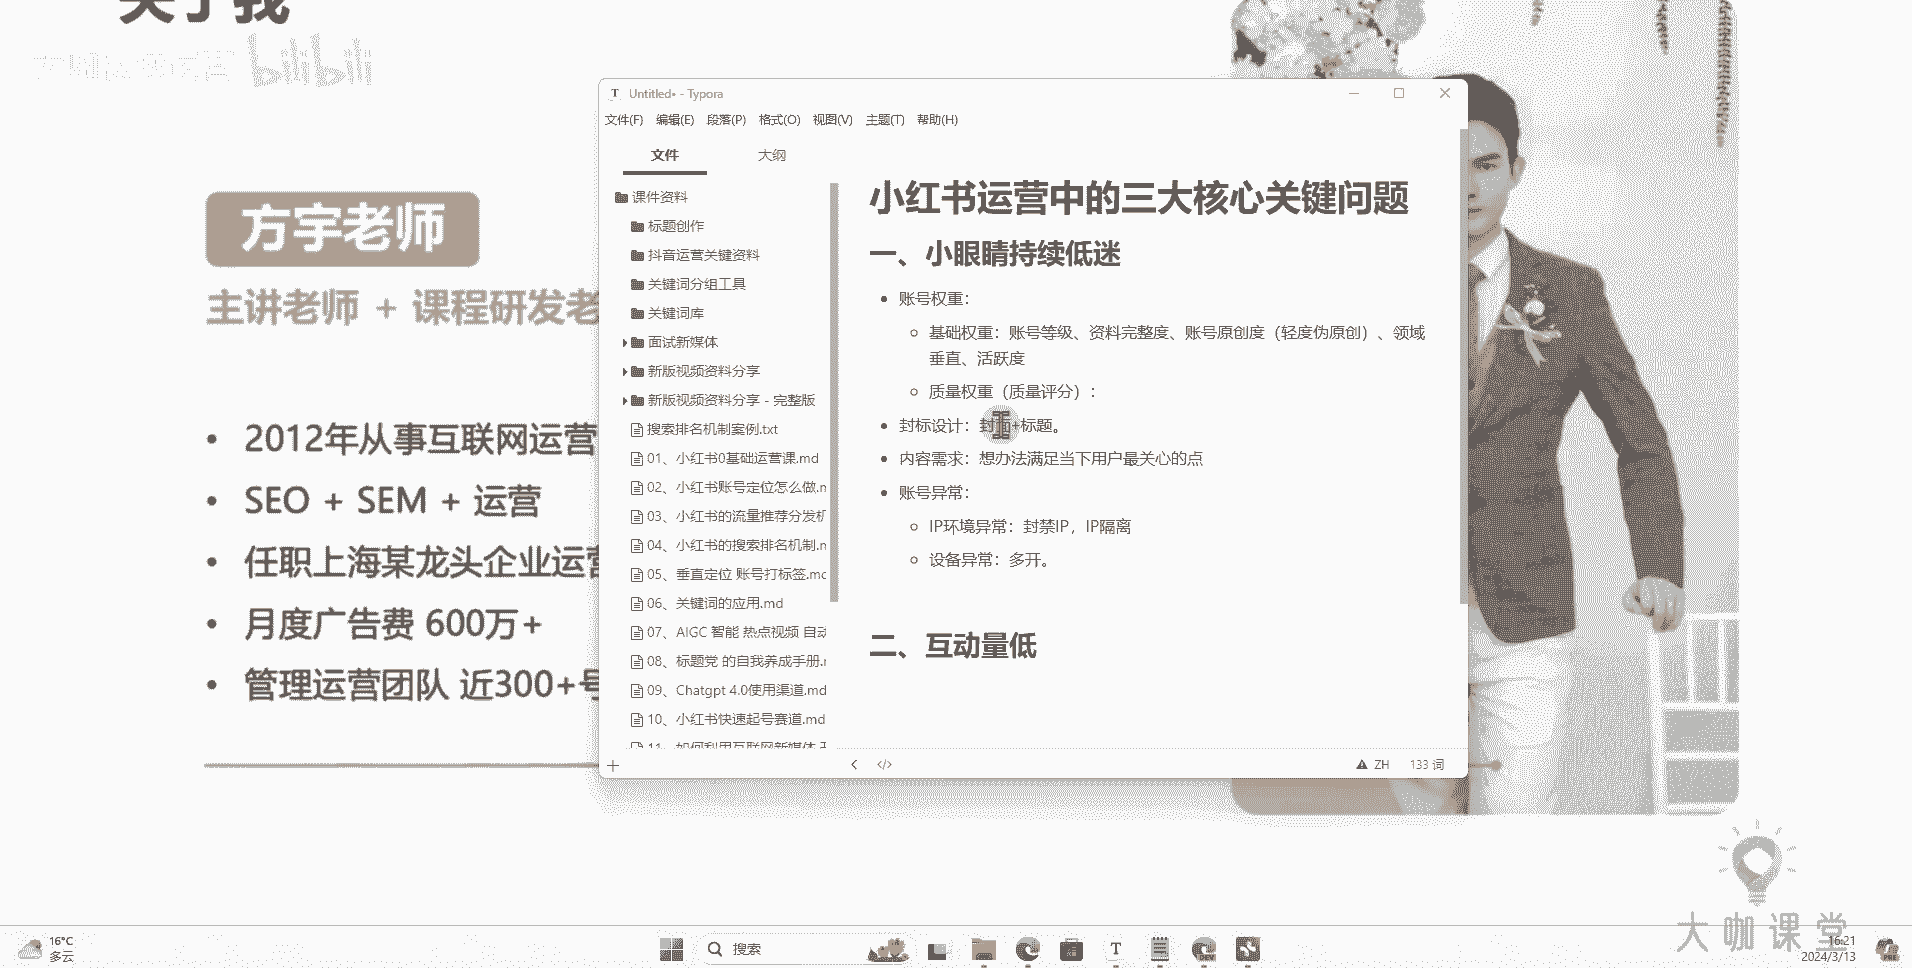 关于我
bilibili
方宇老师
主讲老师 + 课程研发老
2012年从事互联网运营
SEO + SEM + 运营
任职上海某龙头企业运营
月度广告费 600万+
管理运营团队 近300+号
Untitled• - Typora
文件(F) 编辑(E) 段落(P) 格式(O) 视图(V) 主题(T) 帮助(H)
文件 大纲
课件资料
标题创作
抖音运营关键资料
关键词分组工具
关键词库
面试新媒体
新版视频资料分享
新版视频资料分享 - 完整版
搜索排名机制案例.txt
01、小红书0基础运营课.md
02、小红书账号定位怎么做.m
03、小红书的流量推荐分发机
04、小红书的搜索排名机制.m
05、垂直定位 账号打标签.md
06、关键词的应用.md
07、AIGC 智能 热点视频 自动
08、标题党 的自我养成手册.m
09、Chatgpt 4.0使用渠道.md
10、小红书快速起号赛道.md
11、如何利用互联网新媒体
小红书运营中的三大核心关键问题
一、小眼睛持续低迷
账号权重：
基础权重：账号等级、资料完整度、账号原创度（轻度伪原创）、领域
垂直、活跃度
质量权重（质量评分）：
封标设计：封面+标题。
内容需求：想办法满足当下用户最关心的点
账号异常：
IP环境异常：封禁IP，IP隔离
设备异常：多开。
二、互动量低
ZH 133 词
大咖课堂
16°C
多云
搜索
16:21
2024/3/13